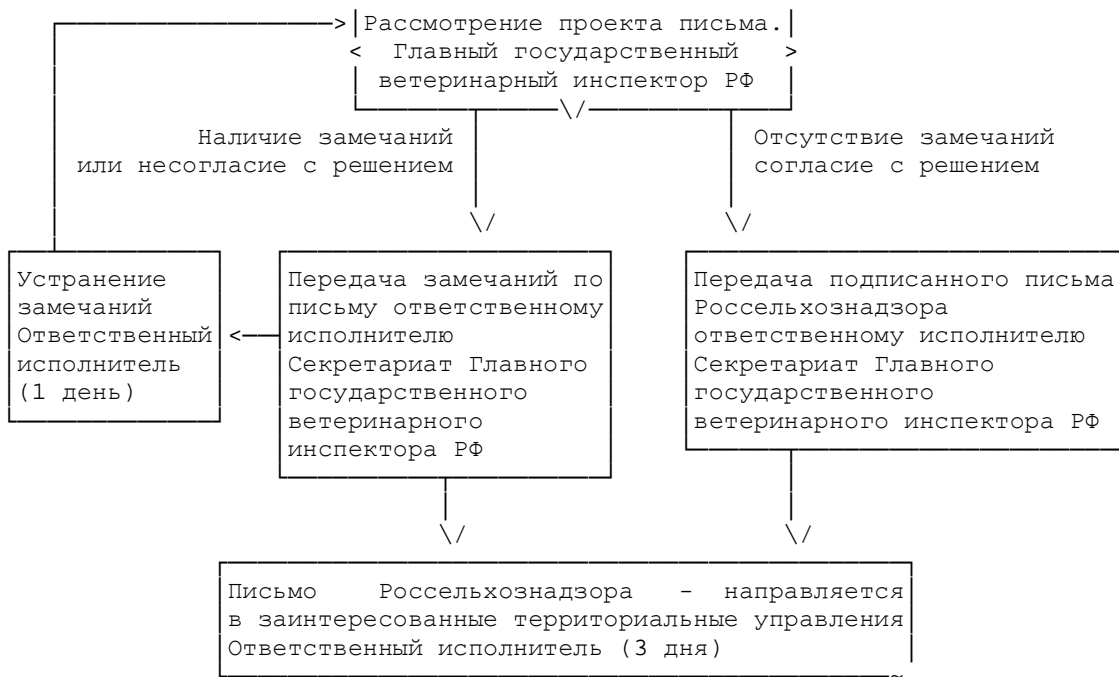 Рассмотрение проекта письма.
Главный государственный
ветеринарный инспектор РФ
Наличие замечаний
или несогласие с решением
Отсутствие замечаний
согласие с решением
Устранение
замечаний
Ответственный
исполнитель
(1 день)
Передача замечаний по
письму ответственному
исполнителю
Секретариат Главного
государственного
ветеринарного
инспектора РФ
Передача подписанного письма
Россельхознадзора
ответственному исполнителю
Секретариат Главного
государственного
ветеринарного инспектора РФ
Письмо Россельхознадзора - направляется
в заинтересованные территориальные управления
Ответственный исполнитель (3 дня)